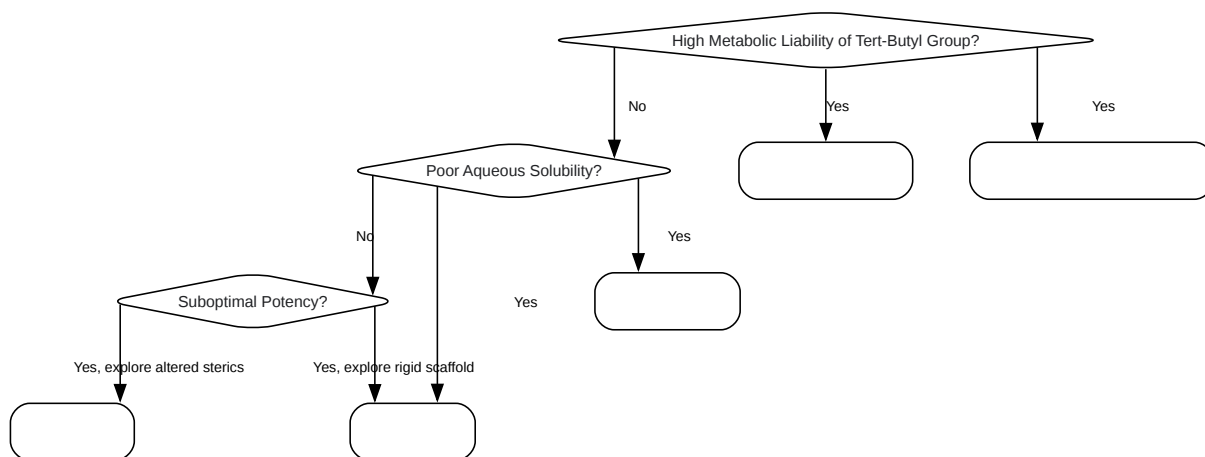 High Metabolic Liability of Tert-Butyl Group?
No
Yes
Yes
Poor Aqueous Solubility?
No
Yes
Yes
Suboptimal Potency?
Yes, explore altered sterics
Yes, explore rigid scaffold